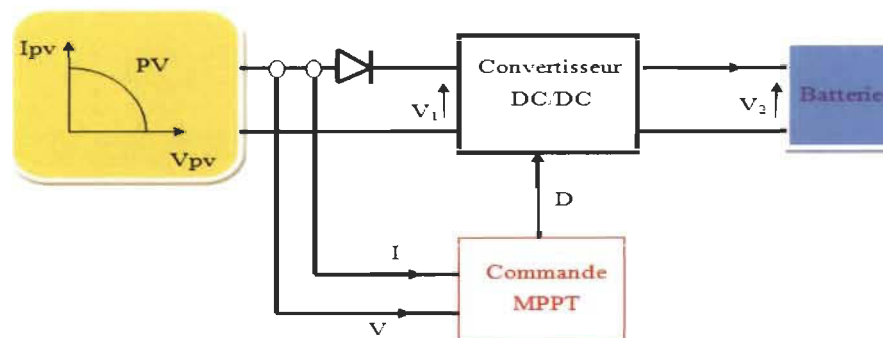 Ipv
PV
Vpv
V₁
Convertisseur
DC/DC
V₂
Batterie
D
I
V
Commande
MPPT